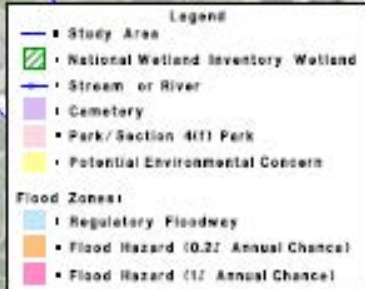 Legend
Study Area
National Wetland Inventory Wetland
Stream or River
Cemetery
Park/Section 4(f) Park
Potential Environmental Concern
Flood Zones:
Regulatory Floodway
Flood Hazard (0.2% Annual Chance)
Flood Hazard (1% Annual Chance)